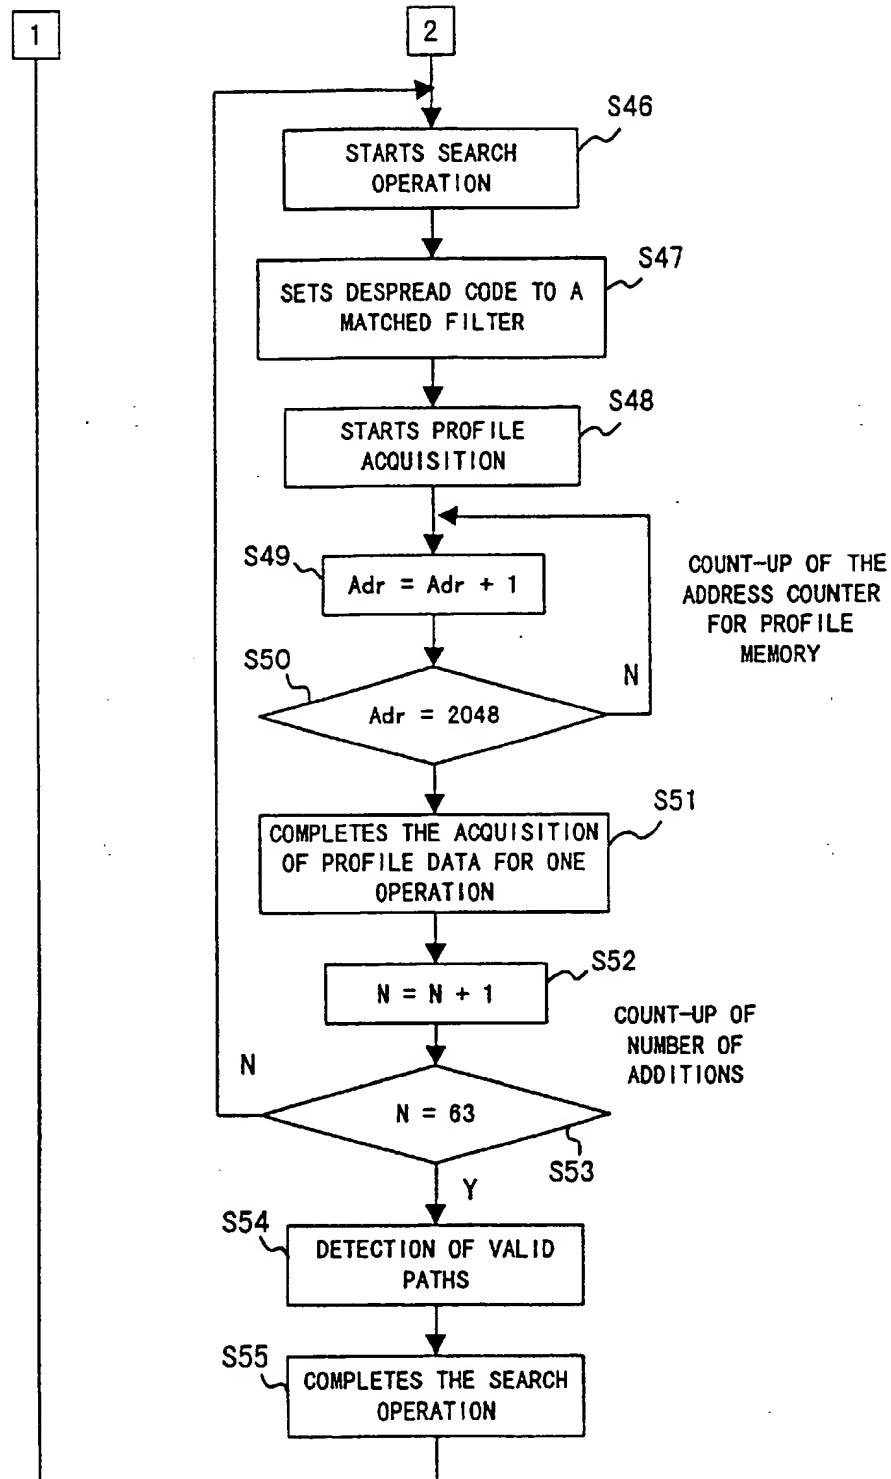 1
2
S46
STARTS SEARCH
OPERATION
S47
SETS DESPREAD CODE TO A
MATCHED FILTER
S48
STARTS PROFILE
ACQUISITION
S49
Adr = Adr + 1
COUNT-UP OF THE
ADDRESS COUNTER
FOR PROFILE
MEMORY
S50
N
Adr = 2048
S51
COMPLETES THE ACQUISITION
OF PROFILE DATA FOR ONE
OPERATION
S52
N = N + 1
COUNT-UP OF
NUMBER OF
ADDITIONS
N
N = 63
S53
Y
S54
DETECTION OF VALID
PATHS
S55
COMPLETES THE SEARCH
OPERATION